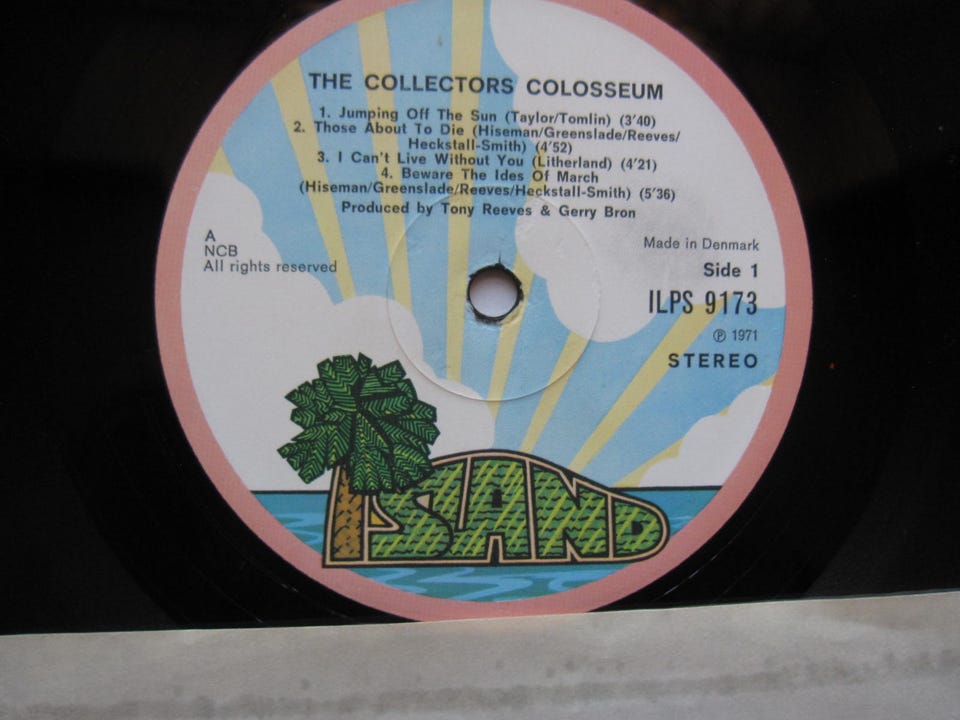 THE COLLECTORS COLOSSEUM
1. Jumping Off The Sun (Taylor/Tomlin) (3'40)
2. Those About To Die (Hiseman/Greenslade/Reeves/
Heckstall-Smith) (4'52)
3. I Can't Live Without You (Litherland) (4'21)
4. Beware The Ides Of March
(Hiseman/Greenslade/Reeves/Heckstall-Smith) (5'36)
Produced by Tony Reeves & Gerry Bron
A
NCB
All rights reserved
Made in Denmark
Side 1
ILPS 9173
℗ 1971
STEREO
ISLAND